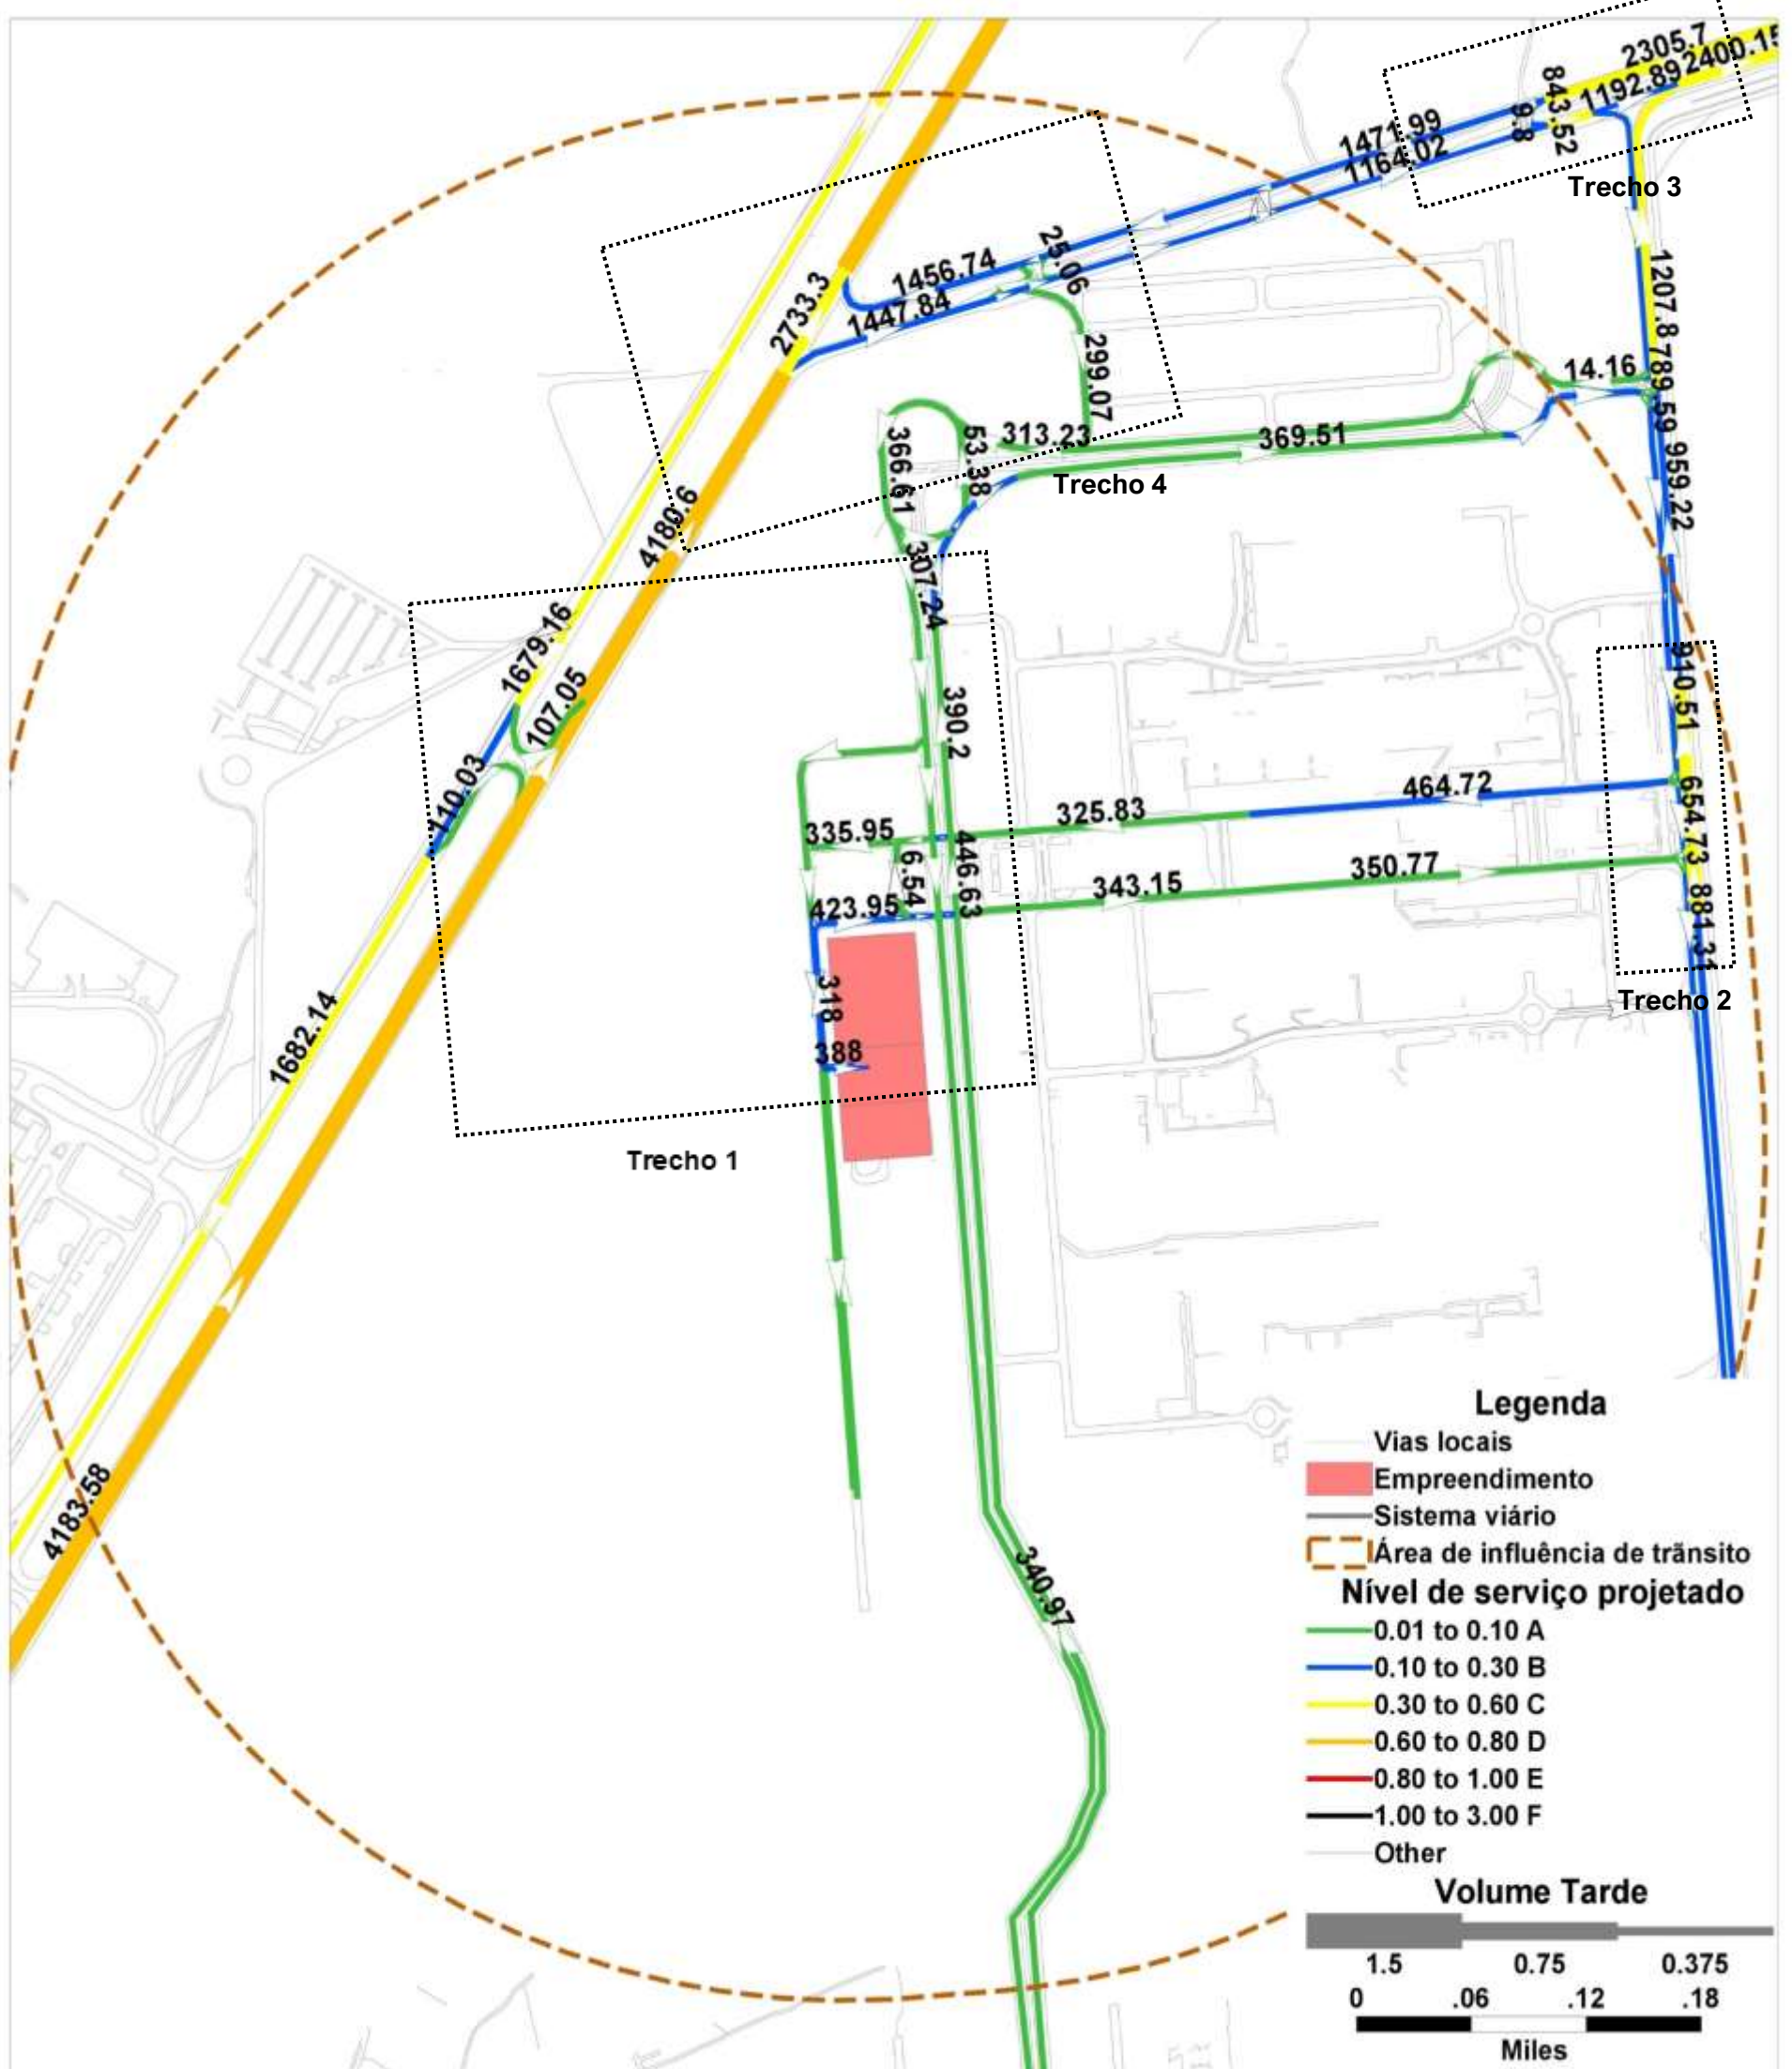 2305.7
2400.15
1192.89
843.52
9.8
1471.99
1164.02
Trecho 3
25.06
1456.74
1447.84
2733.3
1207.8
299.07
14.16
789.59
313.23
369.51
366.61
53.38
959.22
Trecho 4
4180.6
307.24
1679.16
107.05
910.51
390.2
110.03
464.72
325.83
335.95
654.73
446.63
6.54
350.77
343.15
423.95
881.31
318
Trecho 2
1682.14
388
Trecho 1
4183.58
340.97
Legenda
Vias locais
Empreendimento
Sistema viário
Área de influência de trãnsito
Nível de serviço projetado
0.01 to 0.10 A
0.10 to 0.30 B
0.30 to 0.60 C
0.60 to 0.80 D
0.80 to 1.00 E
1.00 to 3.00 F
Other
Volume Tarde
1.5 0.75 0.375
0 .06 .12 .18
Miles